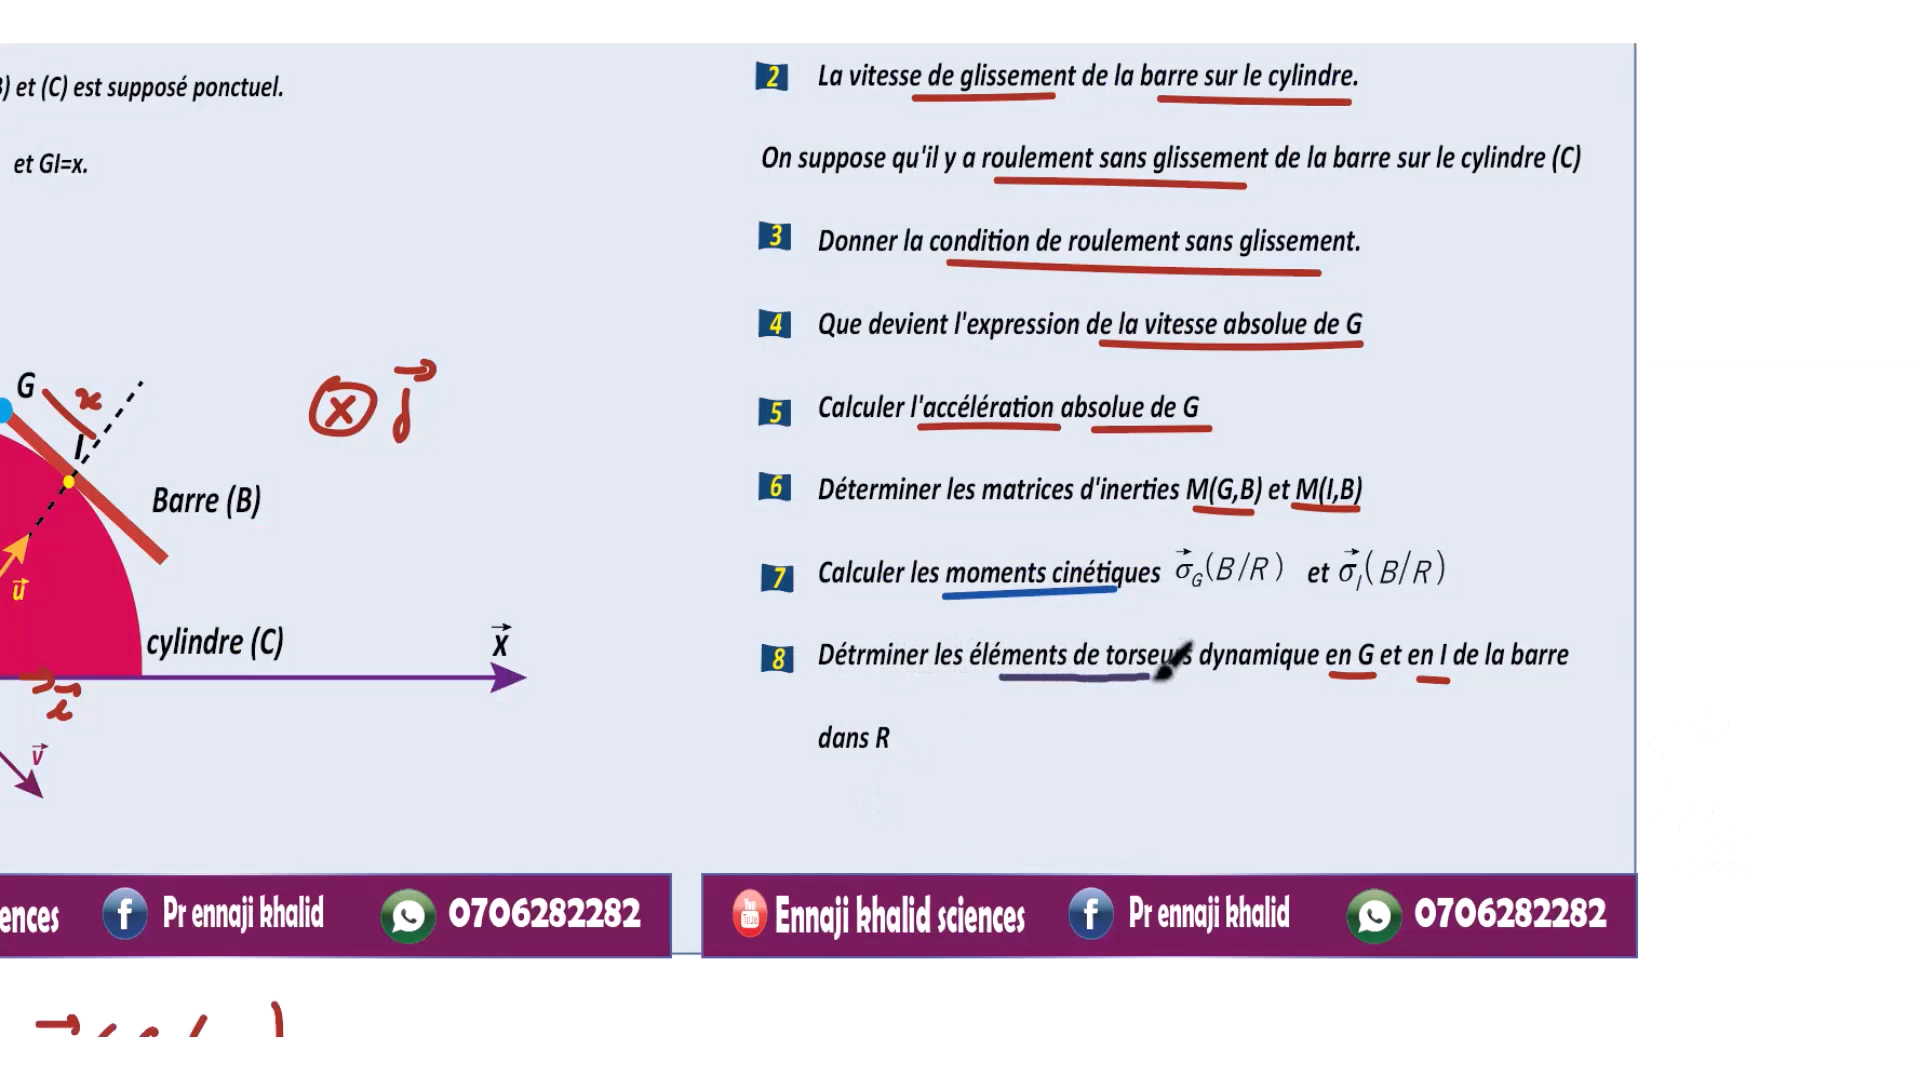 ) et (C) est supposé ponctuel.
et GI=x.
G
x
I
Barre (B)
u
cylindre (C)
x
i
v
x j
2 La vitesse de glissement de la barre sur le cylindre.
On suppose qu'il y a roulement sans glissement de la barre sur le cylindre (C)
3 Donner la condition de roulement sans glissement.
4 Que devient l'expression de la vitesse absolue de G
5 Calculer l'accélération absolue de G
6 Déterminer les matrices d'inerties M(G,B) et M(I,B)
7 Calculer les moments cinétiques σ_G(B/R) et σ_I(B/R)
8 Détrminer les éléments de torseurs dynamique en G et en I de la barre
dans R
ences Pr ennaji khalid 0706282282
You Tube Ennaji khalid sciences Pr ennaji khalid 0706282282